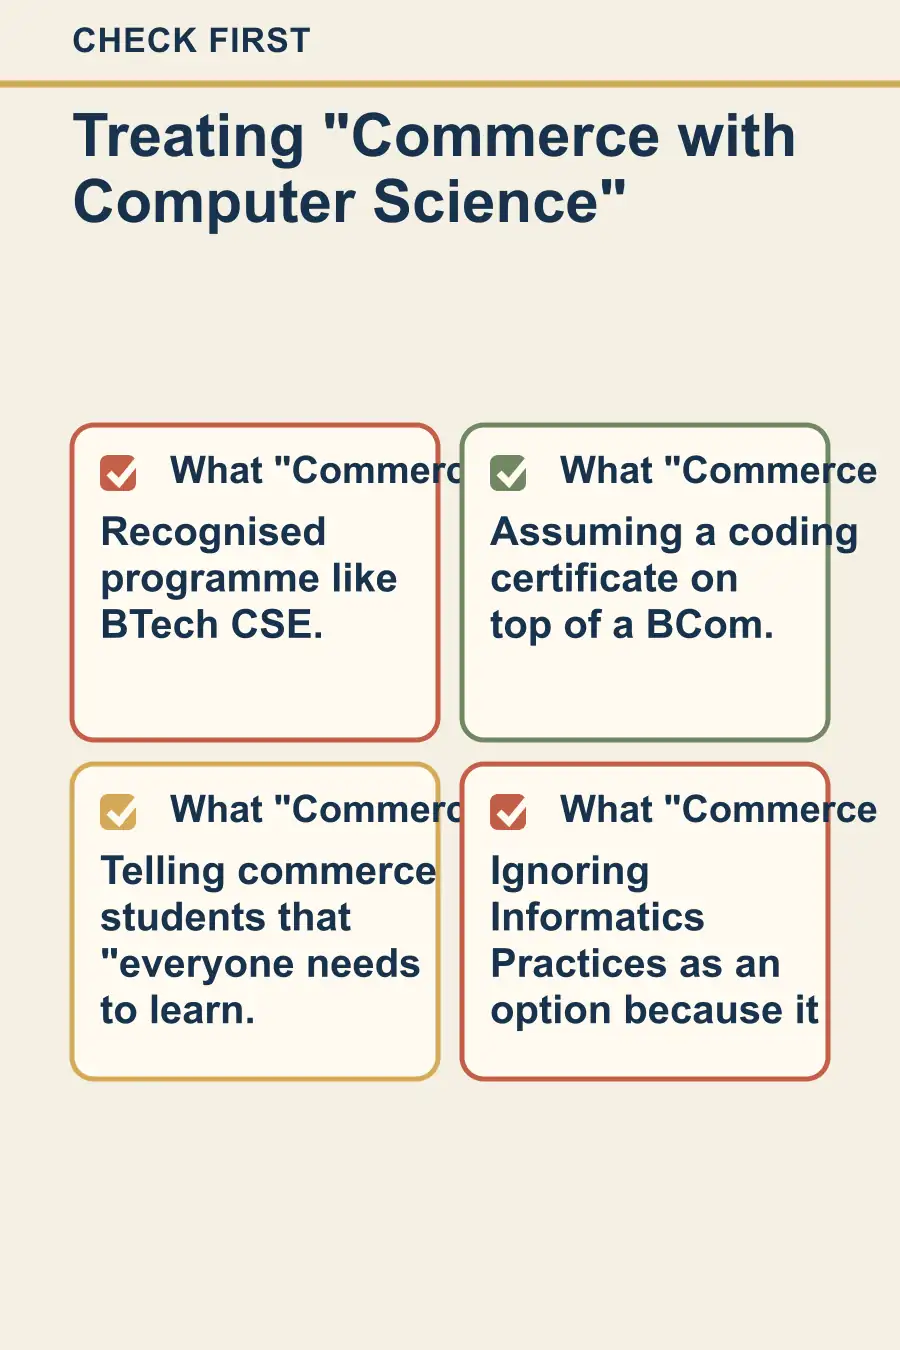 CHECK FIRST
Treating "Commerce with
Computer Science"
What "Commerc
Recognised
programme like
BTech CSE.
What "Commerce
Assuming a coding
certificate on
top of a BCom.
What "Commerc
Telling commerce
students that
"everyone needs
to learn.
What "Commerce
Ignoring
Informatics
Practices as an
option because it